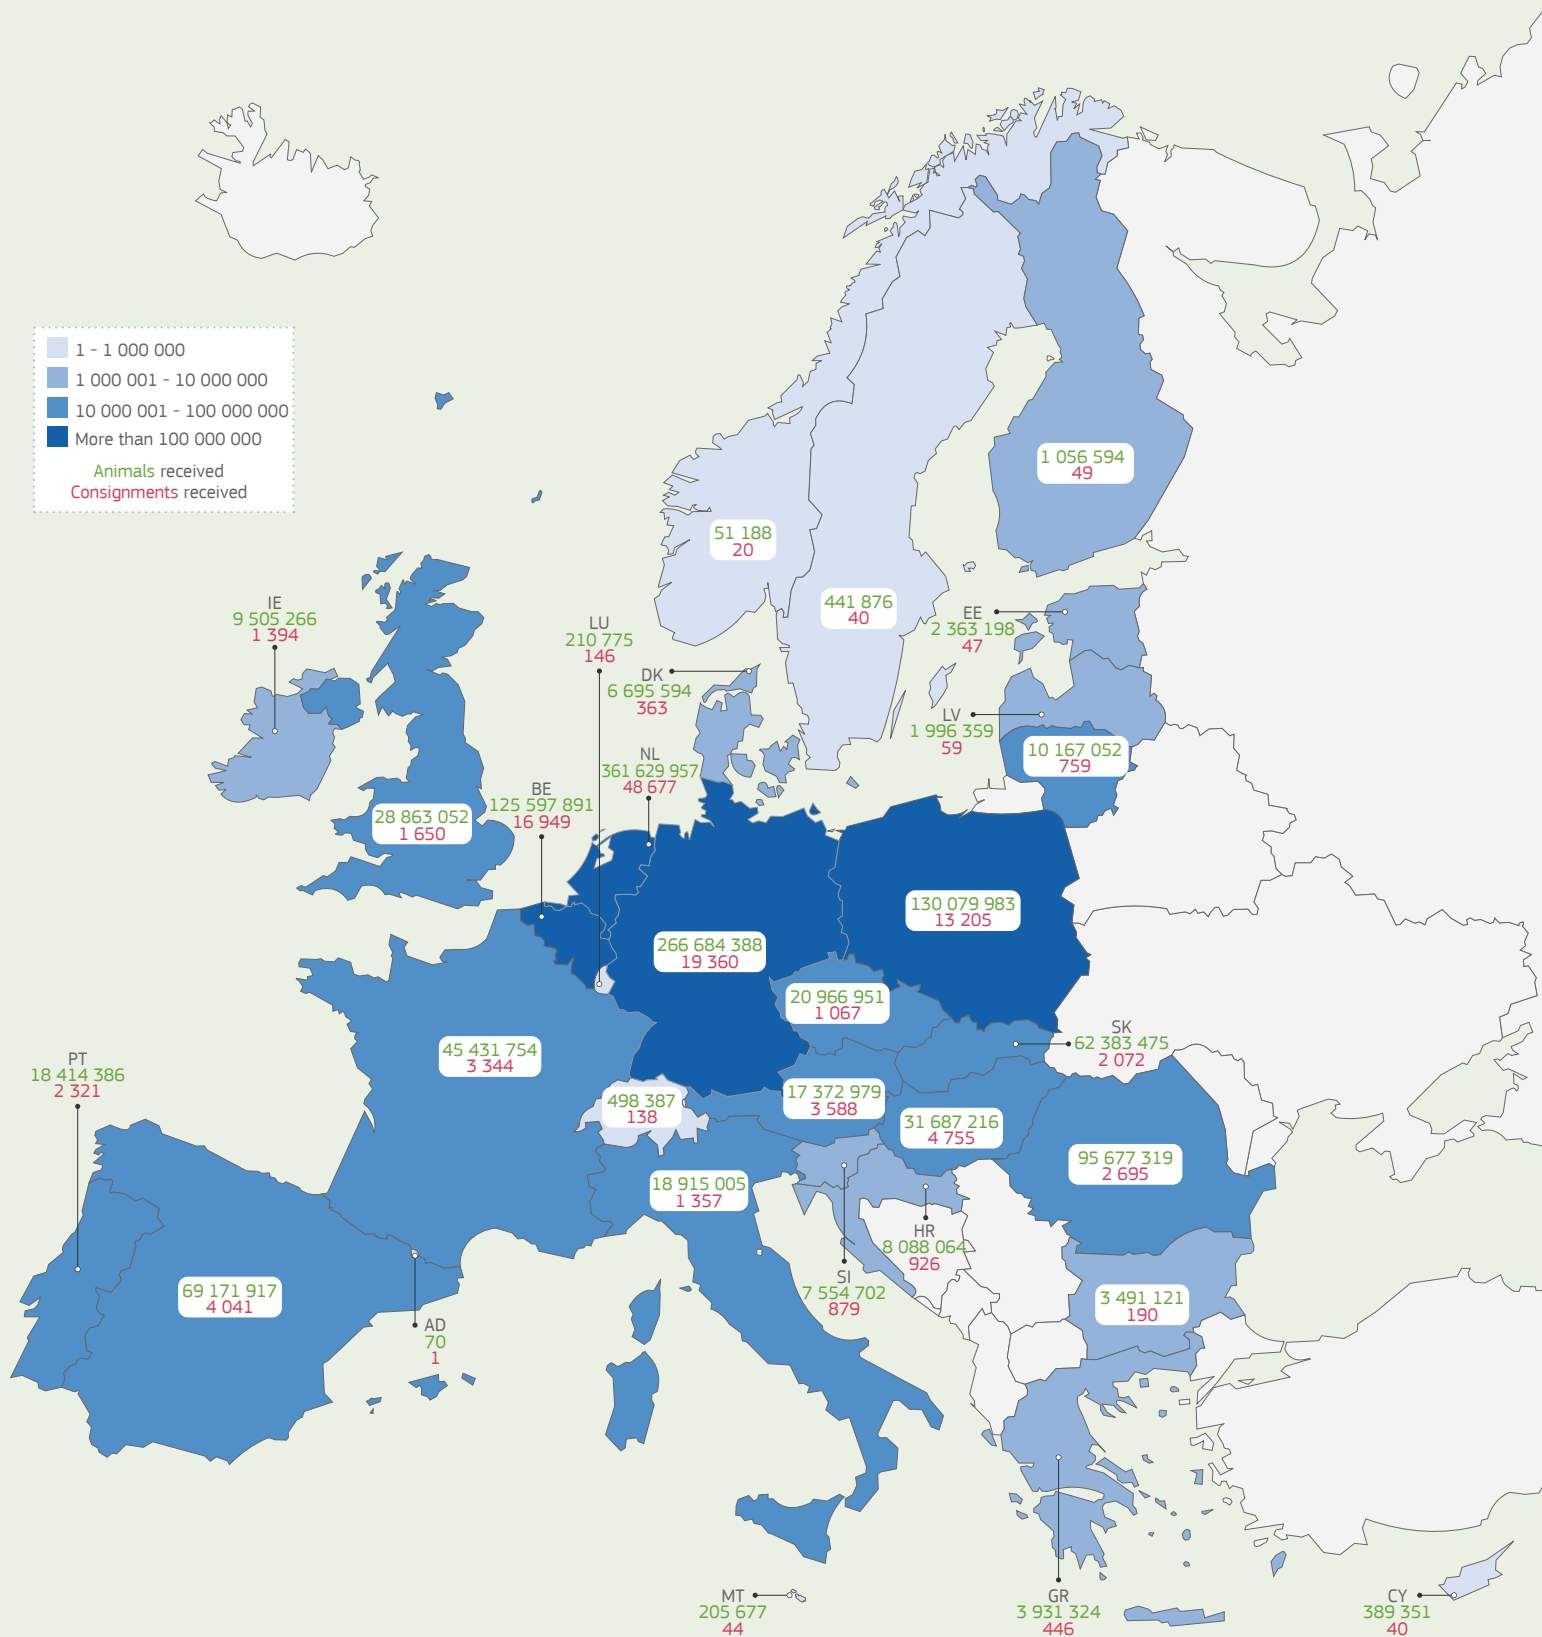 1 - 1 000 000
1 000 001 - 10 000 000
10 000 001 - 100 000 000
More than 100 000 000
Animals received
Consignments received
1 056 594
49
51 188
20
441 876
40
IE
9 505 266
1 394
LU
210 775
146
EE
2 363 198
47
DK
6 695 594
363
LV
1 996 359
59
10 167 052
759
NL
361 629 957
48 677
BE
125 597 891
16 949
28 863 052
1 650
130 079 983
13 205
266 684 388
19 360
20 966 951
1 067
SK
62 383 475
2 072
45 431 754
3 344
PT
18 414 386
2 321
498 387
138
17 372 979
3 588
31 687 216
4 755
95 677 319
2 695
18 915 005
1 357
HR
8 088 064
926
SI
7 554 702
879
69 171 917
4 041
3 491 121
190
AD
70
1
MT
205 677
44
GR
3 931 324
446
CY
389 351
40